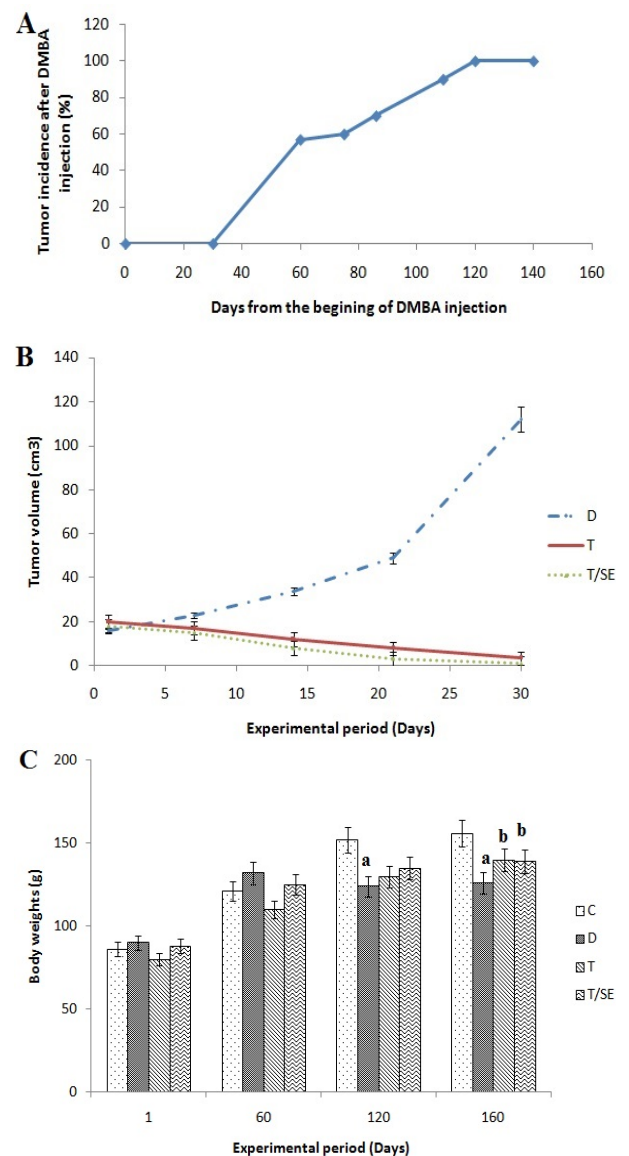 A
120
100
80
60
40
20
0
Tumor incidence after DMBA
injection (%)
0 20 40 60 80 100 120 140 160
Days from the begining of DMBA injection
B
140
120
100
80
60
40
20
0
Tumor volume (cm3)
0 5 10 15 20 25 30
Experimental period (Days)
D
T
T/SE
C
200
150
100
50
0
Body weights (g)
a
a b b
1 60 120 160
Experimental period (Days)
C
D
T
T/SE